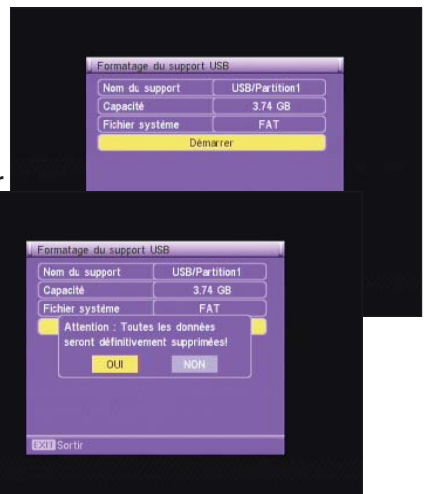 Formatage du support USB
Nom du support USB/Partition1
Capacité 3.74 GB
Fichier système FAT
Démarrer
r
Formatage du support USB
Nom du support USB/Partition1
Capacité 3.74 GB
Fichier système FAT
Attention : Toutes les données
seront définitivement supprimées!
OUI NON
EXIT Sortir